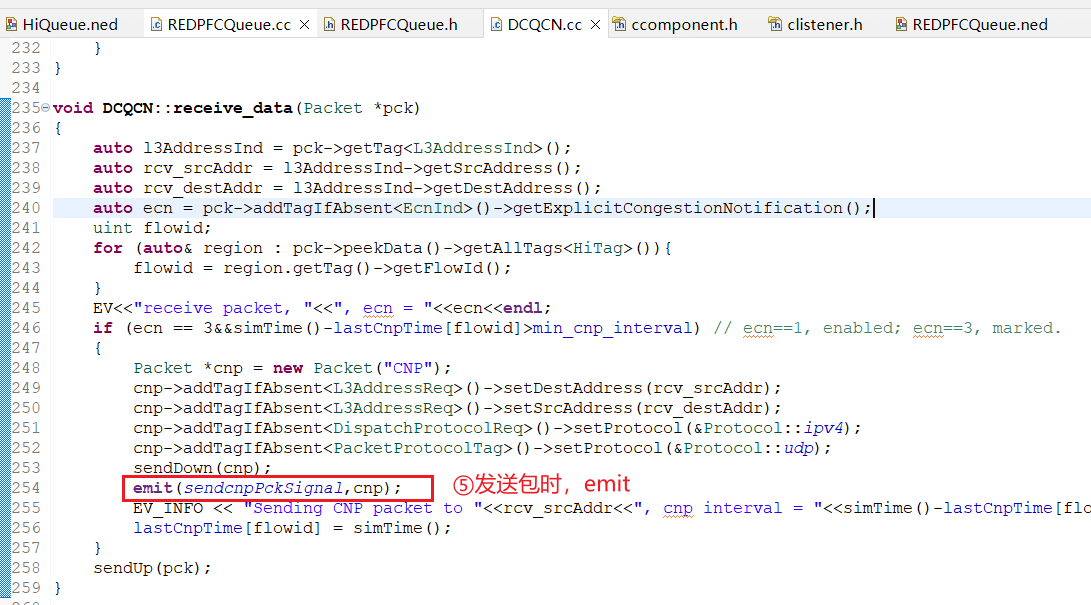 HiQueue.ned REDPFCQueue.cc REDPFCQueue.h DCQCN.cc ccomponent.h clistener.h REDPFCQueue.ned
232     }
233 }
234
235 void DCQCN::receive_data(Packet *pck)
236 {
237     auto l3AddressInd = pck->getTag<L3AddressInd>();
238     auto rcv_srcAddr = l3AddressInd->getSrcAddress();
239     auto rcv_destAddr = l3AddressInd->getDestAddress();
240     auto ecn = pck->addTagIfAbsent<EcnInd>()->getExplicitCongestionNotification();
241     uint flowid;
242     for (auto& region : pck->peekData()->getAllTags<HiTag>()){
243         flowid = region.getTag()->getFlowId();
244     }
245     EV<<"receive packet, "<<", ecn = "<<ecn<<endl;
246     if (ecn == 3&&simTime()-lastCnpTime[flowid]>min_cnp_interval) // ecn==1, enabled; ecn==3, marked.
247     {
248         Packet *cnp = new Packet("CNP");
249         cnp->addTagIfAbsent<L3AddressReq>()->setDestAddress(rcv_srcAddr);
250         cnp->addTagIfAbsent<L3AddressReq>()->setSrcAddress(rcv_destAddr);
251         cnp->addTagIfAbsent<DispatchProtocolReq>()->setProtocol(&Protocol::ipv4);
252         cnp->addTagIfAbsent<PacketProtocolTag>()->setProtocol(&Protocol::udp);
253         sendDown(cnp);
254         emit(sendcnpPckSignal,cnp); ⑤发送包时，emit
255         EV_INFO << "Sending CNP packet to "<<rcv_srcAddr<<", cnp interval = "<<simTime()-lastCnpTime[flo
256         lastCnpTime[flowid] = simTime();
257     }
258     sendUp(pck);
259 }